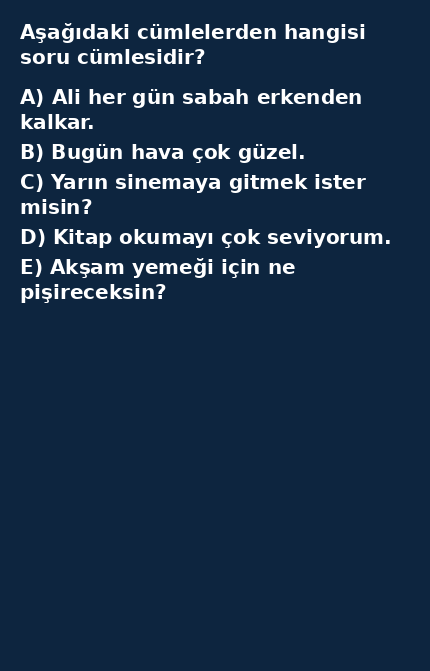 Aşağıdaki cümlelerden hangisi
soru cümlesidir?
A) Ali her gün sabah erkenden
kalkar.
B) Bugün hava çok güzel.
C) Yarın sinemaya gitmek ister
misin?
D) Kitap okumayı çok seviyorum.
E) Akşam yemeği için ne
pişireceksin?